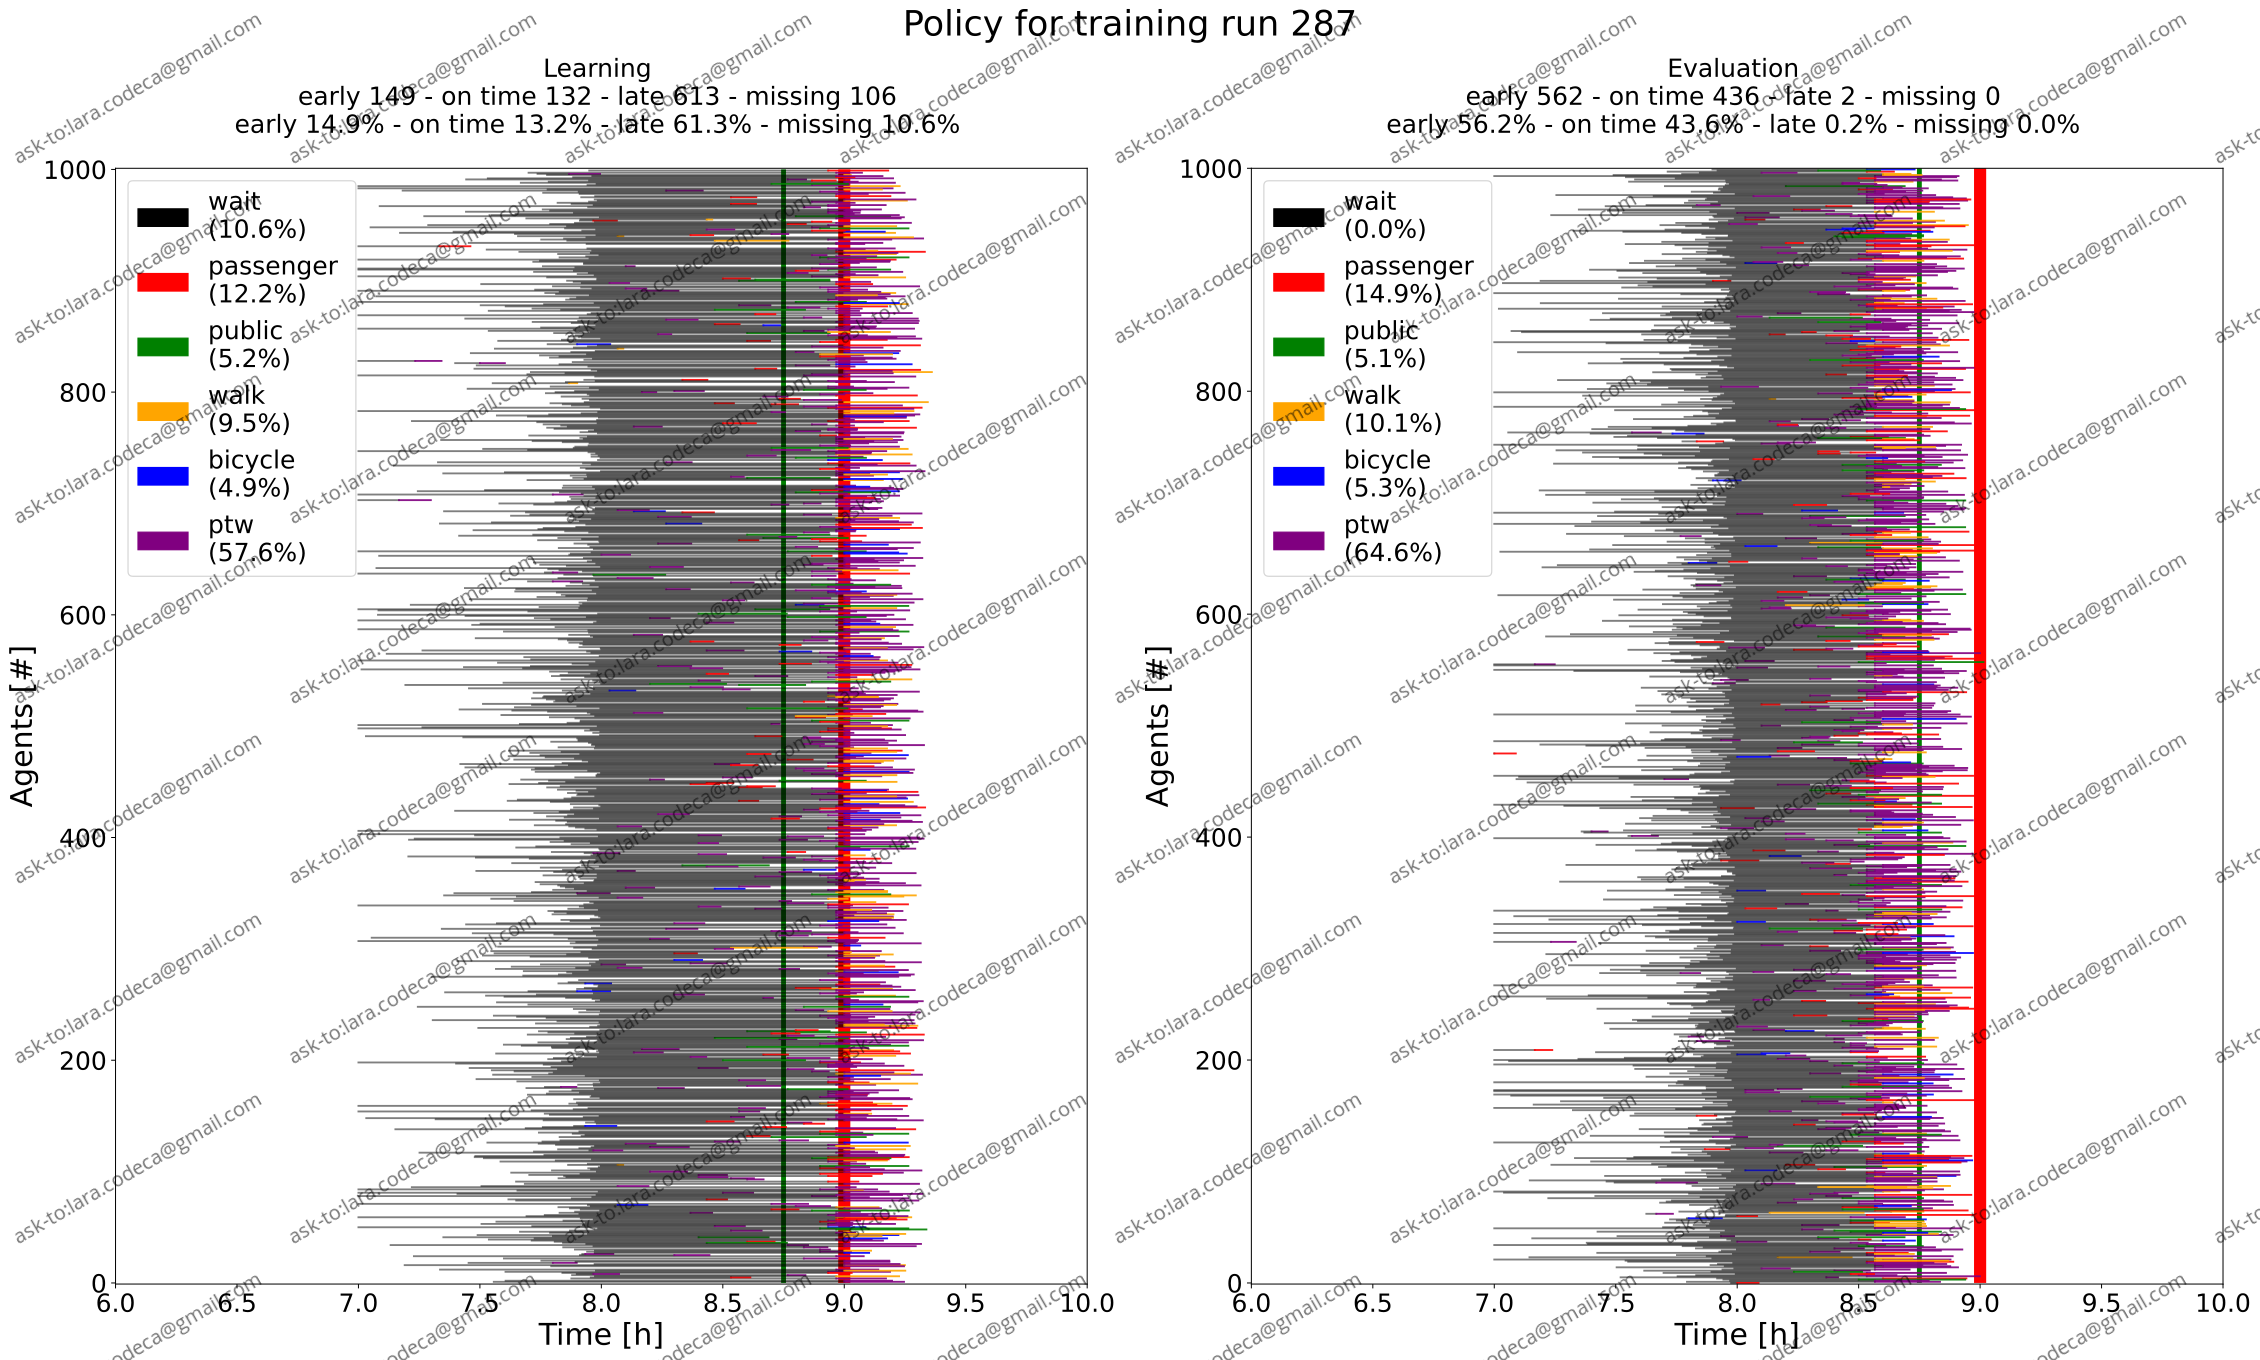 Policy for training run 287
Learning
early 149 - on time 132 - late 613 - missing 106
early 14.9% - on time 13.2% - late 61.3% - missing 10.6%
1000
800
600
400
200
0
Agents [#]
wait
(10.6%)
passenger
(12.2%)
public
(5.2%)
walk
(9.5%)
bicycle
(4.9%)
ptw
(57.6%)
6.0 6.5 7.0 7.5 8.0 8.5 9.0 9.5 10.0
Time [h]
Evaluation
early 562 - on time 436 - late 2 - missing 0
early 56.2% - on time 43.6% - late 0.2% - missing 0.0%
1000
800
600
400
200
0
Agents [#]
wait
(0.0%)
passenger
(14.9%)
public
(5.1%)
walk
(10.1%)
bicycle
(5.3%)
ptw
(64.6%)
6.0 6.5 7.0 7.5 8.0 8.5 9.0 9.5 10.0
Time [h]
ask-to:lara.codeca@gmail.com